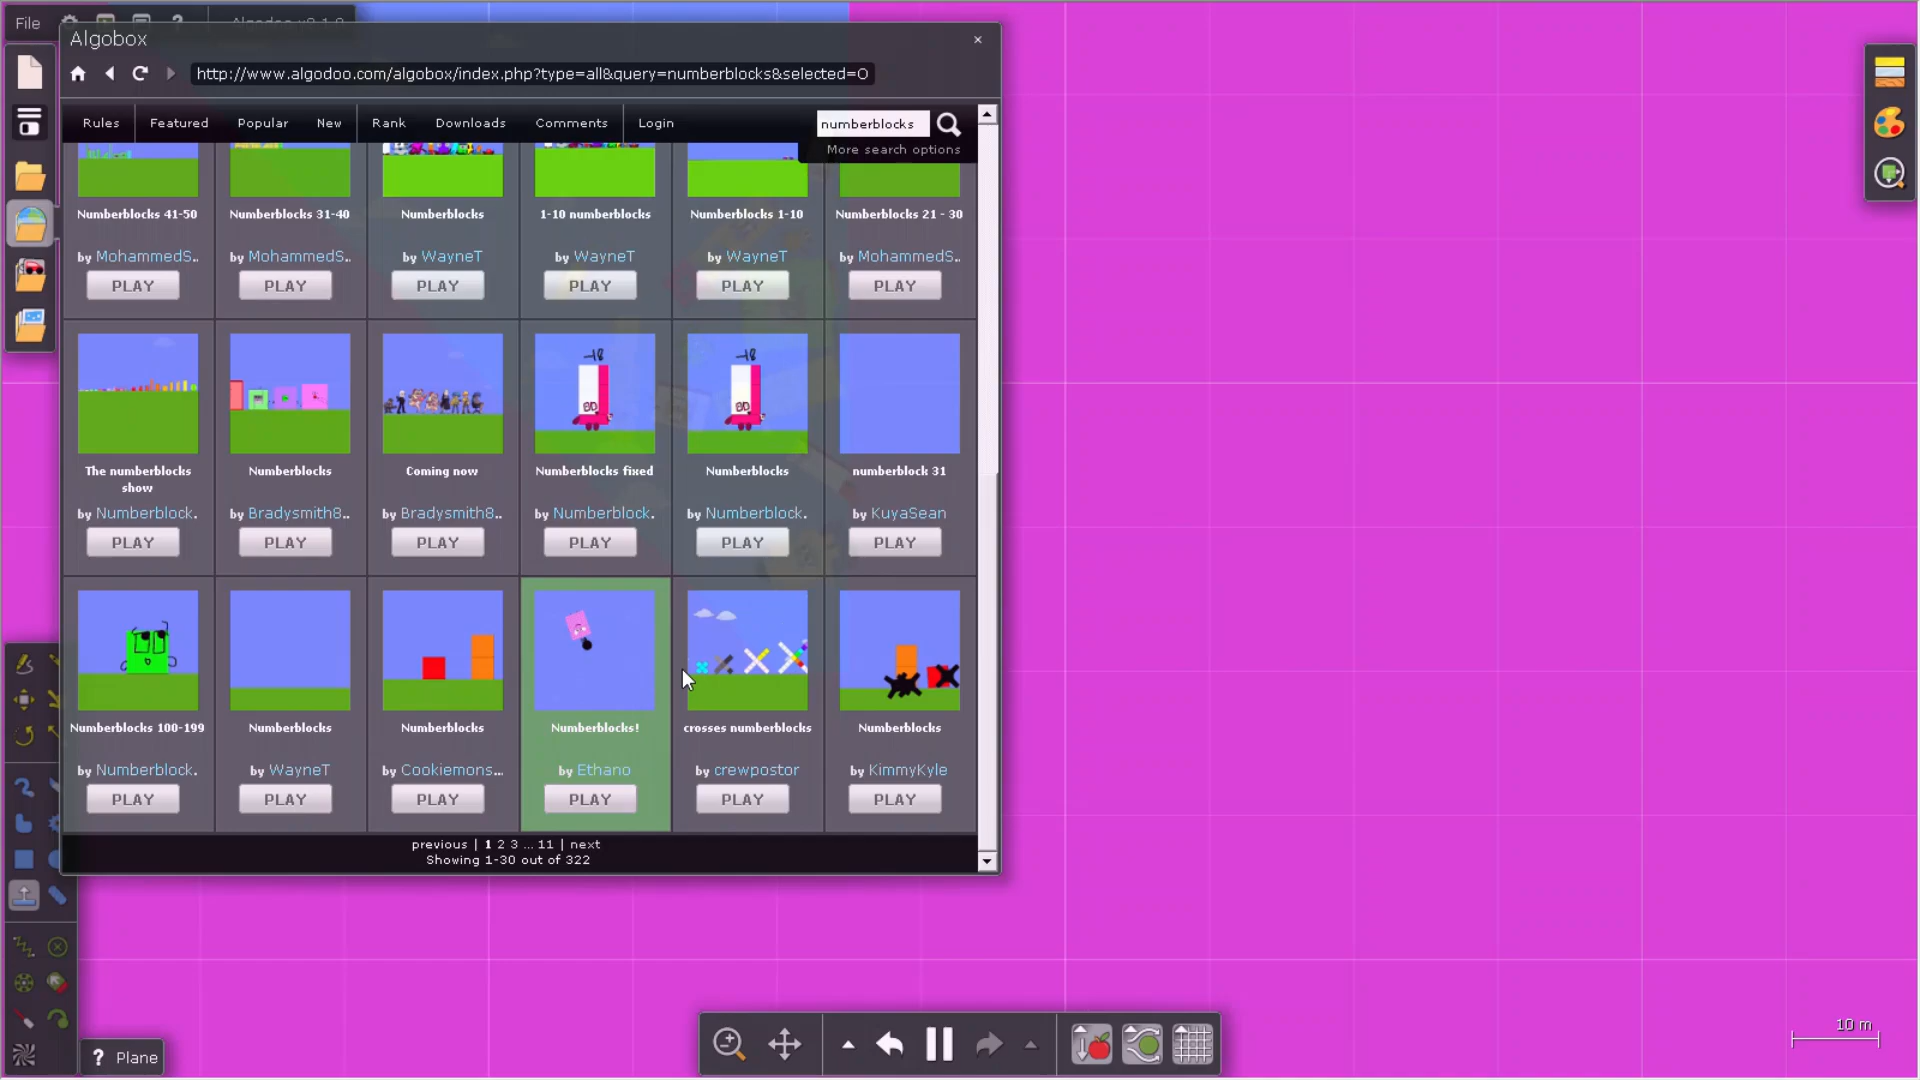 File
Algodoo v2.1.0
Algobox
×
http://www.algodoo.com/algobox/index.php?type=all&query=numberblocks&selected=O
Rules Featured Popular New Rank Downloads Comments Login numberblocks
More search options
Numberblocks 41-50 Numberblocks 31-40 Numberblocks 1-10 numberblocks Numberblocks 1-10 Numberblocks 21 - 30
by MohammedS.. by MohammedS.. by WayneT by WayneT by WayneT by MohammedS..
PLAY PLAY PLAY PLAY PLAY PLAY
-18 -18
The numberblocks show Numberblocks Coming now Numberblocks fixed Numberblocks numberblock 31
by Numberblock. by Bradysmith8.. by Bradysmith8.. by Numberblock. by Numberblock. by KuyaSean
PLAY PLAY PLAY PLAY PLAY PLAY
Numberblocks 100-199 Numberblocks Numberblocks Numberblocks! crosses numberblocks Numberblocks
by Numberblock. by WayneT by Cookiemons... by Ethano by crewpostor by KimmyKyle
PLAY PLAY PLAY PLAY PLAY PLAY
previous | 1 2 3 ... 11 | next
Showing 1-30 out of 322
10 m
? Plane